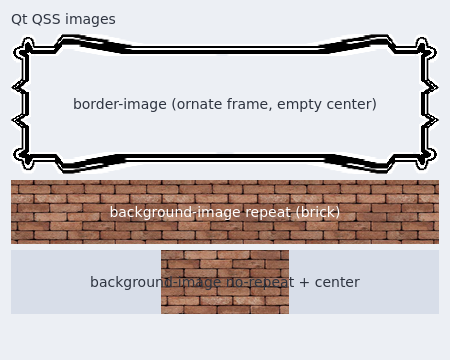 Qt QSS images
border-image (ornate frame, empty center)
background-image repeat (brick)
background-image no-repeat + center